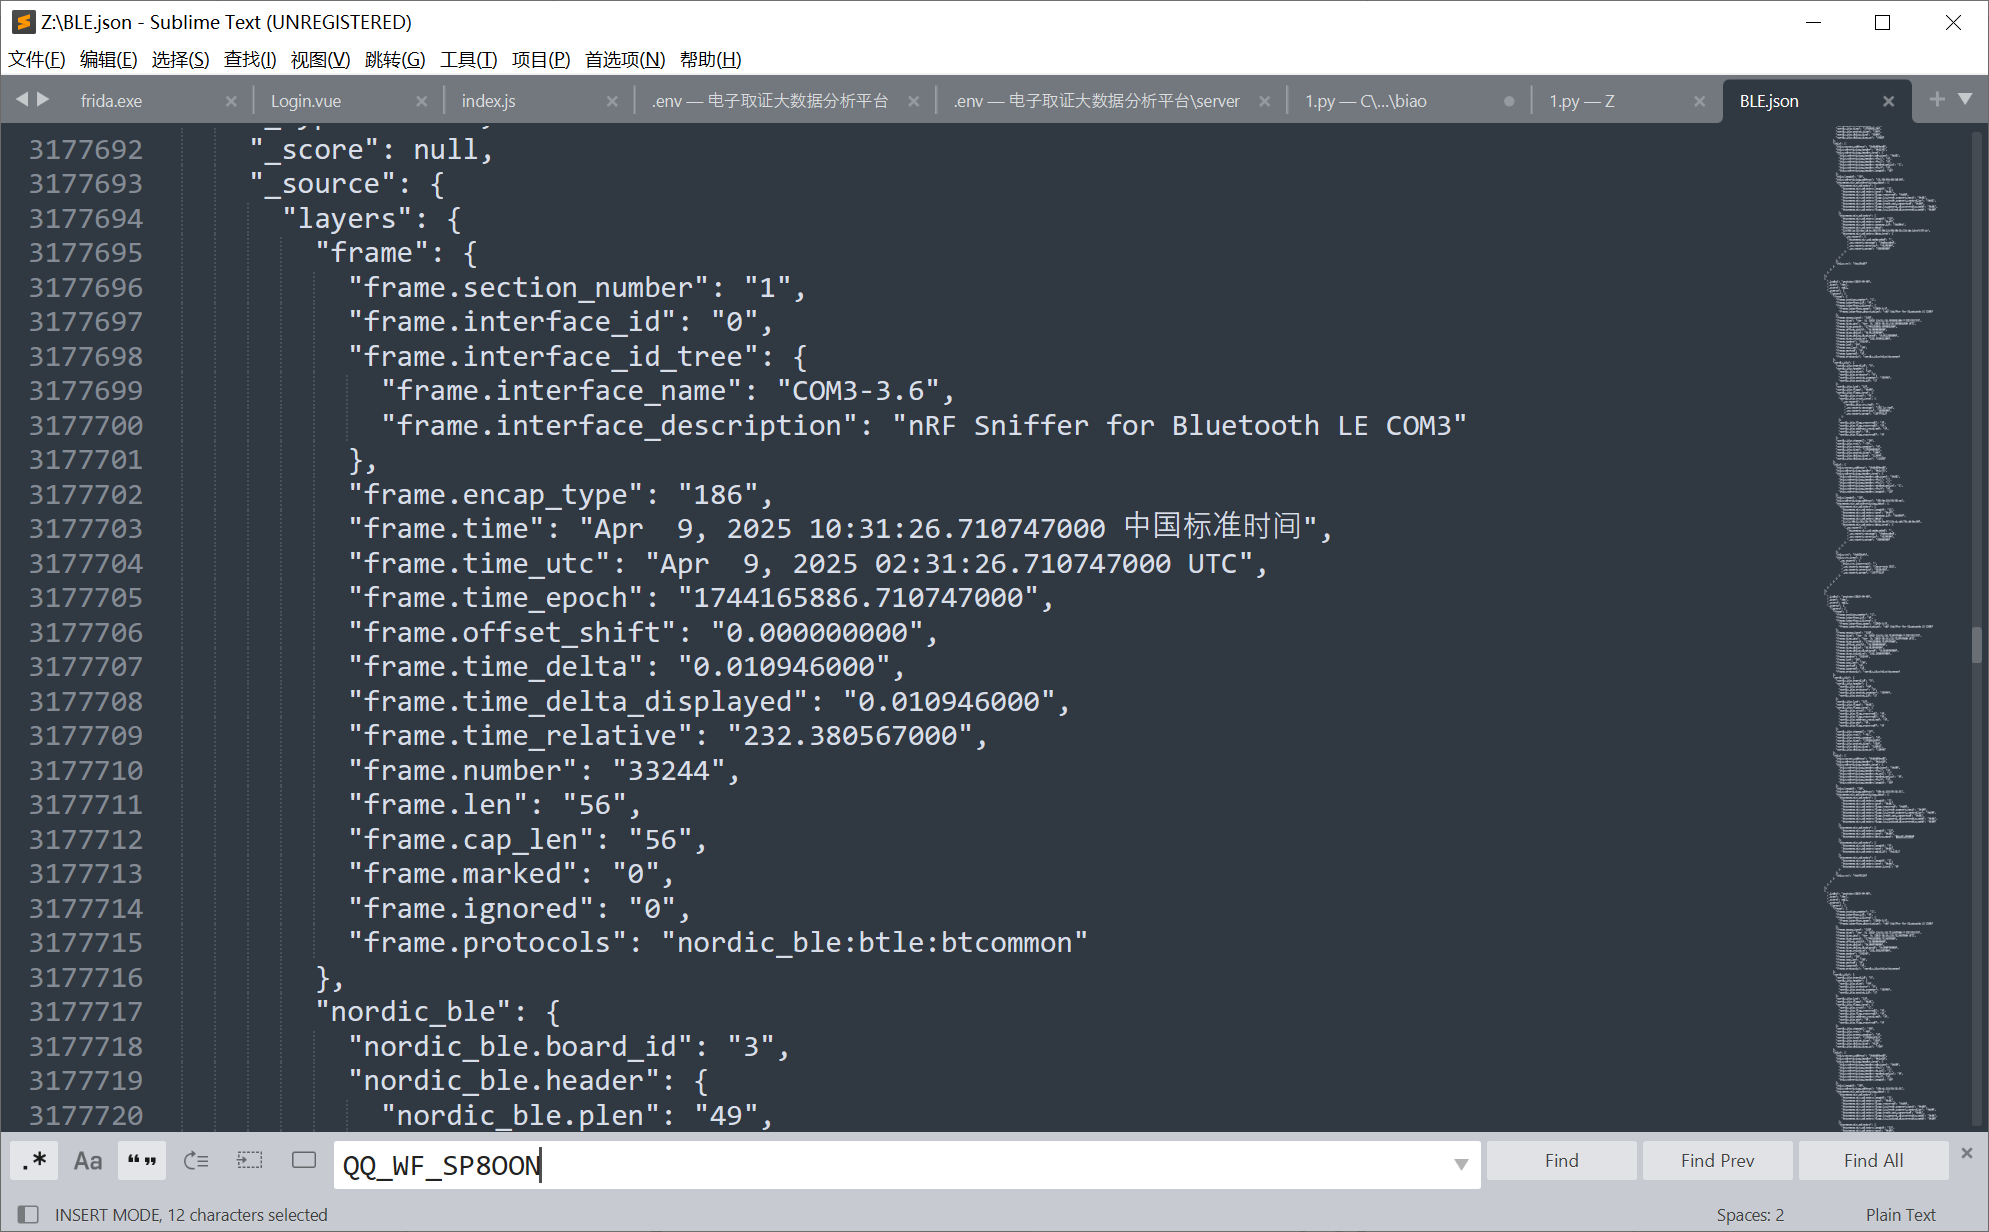 Z:\BLE.json - Sublime Text (UNREGISTERED)
文件(F) 编辑(E) 选择(S) 查找(I) 视图(V) 跳转(G) 工具(T) 项目(P) 首选项(N) 帮助(H)
frida.exe Login.vue index.js .env — 电子取证大数据分析平台 .env — 电子取证大数据分析平台\server 1.py — C\...\biao 1.py — Z BLE.json
3177692 "_score": null,
3177693 "_source": {
3177694 "layers": {
3177695 "frame": {
3177696 "frame.section_number": "1",
3177697 "frame.interface_id": "0",
3177698 "frame.interface_id_tree": {
3177699 "frame.interface_name": "COM3-3.6",
3177700 "frame.interface_description": "nRF Sniffer for Bluetooth LE COM3"
3177701 },
3177702 "frame.encap_type": "186",
3177703 "frame.time": "Apr  9, 2025 10:31:26.710747000 中国标准时间",
3177704 "frame.time_utc": "Apr  9, 2025 02:31:26.710747000 UTC",
3177705 "frame.time_epoch": "1744165886.710747000",
3177706 "frame.offset_shift": "0.000000000",
3177707 "frame.time_delta": "0.010946000",
3177708 "frame.time_delta_displayed": "0.010946000",
3177709 "frame.time_relative": "232.380567000",
3177710 "frame.number": "33244",
3177711 "frame.len": "56",
3177712 "frame.cap_len": "56",
3177713 "frame.marked": "0",
3177714 "frame.ignored": "0",
3177715 "frame.protocols": "nordic_ble:btle:btcommon"
3177716 },
3177717 "nordic_ble": {
3177718 "nordic_ble.board_id": "3",
3177719 "nordic_ble.header": {
3177720 "nordic_ble.plen": "49",
.* Aa “” QQ_WF_SP8OON Find Find Prev Find All
INSERT MODE, 12 characters selected Spaces: 2 Plain Text